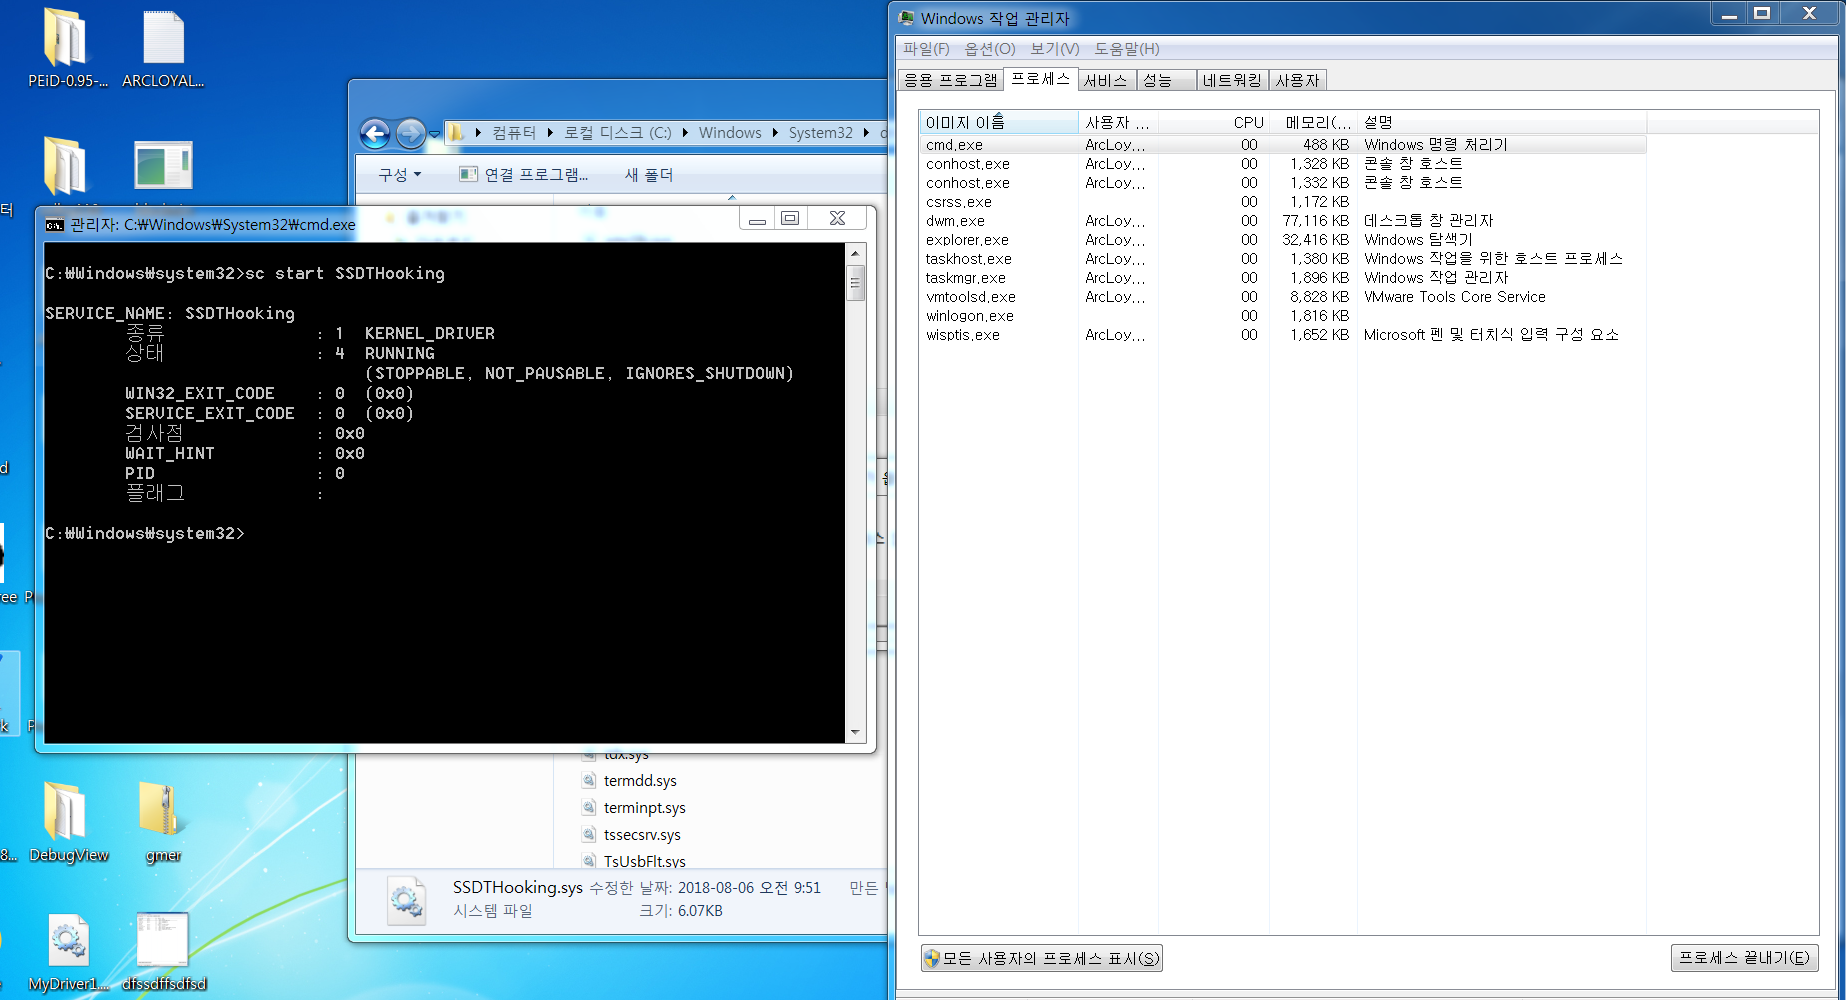 PEiD-0.95-...
ARCLOYAL...
터
d
ree
P
k
P
8...
DebugView
gmer
MyDriver1....
dfssdffsdfsd
컴퓨터
로컬 디스크 (C:)
Windows
System32
d
구성
연결 프로그램...
새 폴더
관리자: C:₩Windows₩System32₩cmd.exe
C:₩Windows₩system32>sc start SSDTHooking
SERVICE_NAME: SSDTHooking
종류 : 1 KERNEL_DRIVER
상태 : 4 RUNNING
(STOPPABLE, NOT_PAUSABLE, IGNORES_SHUTDOWN)
WIN32_EXIT_CODE : 0 (0x0)
SERVICE_EXIT_CODE : 0 (0x0)
검사점 : 0x0
WAIT_HINT : 0x0
PID : 0
플래그 :
C:₩Windows₩system32>
tdx.sys
termdd.sys
terminpt.sys
tssecsrv.sys
TsUsbFlt.sys
SSDTHooking.sys 수정한 날짜: 2018-08-06 오전 9:51 만든
시스템 파일 크기: 6.07KB
Windows 작업 관리자
파일(F) 옵션(O) 보기(V) 도움말(H)
응용 프로그램 프로세스 서비스 성능 네트워킹 사용자
이미지 이름 사용자 ... CPU 메모리(... 설명
cmd.exe ArcLoy... 00 488 KB Windows 명령 처리기
conhost.exe ArcLoy... 00 1,328 KB 콘솔 창 호스트
conhost.exe ArcLoy... 00 1,332 KB 콘솔 창 호스트
csrss.exe 00 1,172 KB
dwm.exe ArcLoy... 00 77,116 KB 데스크톱 창 관리자
explorer.exe ArcLoy... 00 32,416 KB Windows 탐색기
taskhost.exe ArcLoy... 00 1,380 KB Windows 작업을 위한 호스트 프로세스
taskmgr.exe ArcLoy... 00 1,896 KB Windows 작업 관리자
vmtoolsd.exe ArcLoy... 00 8,828 KB VMware Tools Core Service
winlogon.exe 00 1,816 KB
wisptis.exe ArcLoy... 00 1,652 KB Microsoft 펜 및 터치식 입력 구성 요소
모든 사용자의 프로세스 표시(S)
프로세스 끝내기(E)